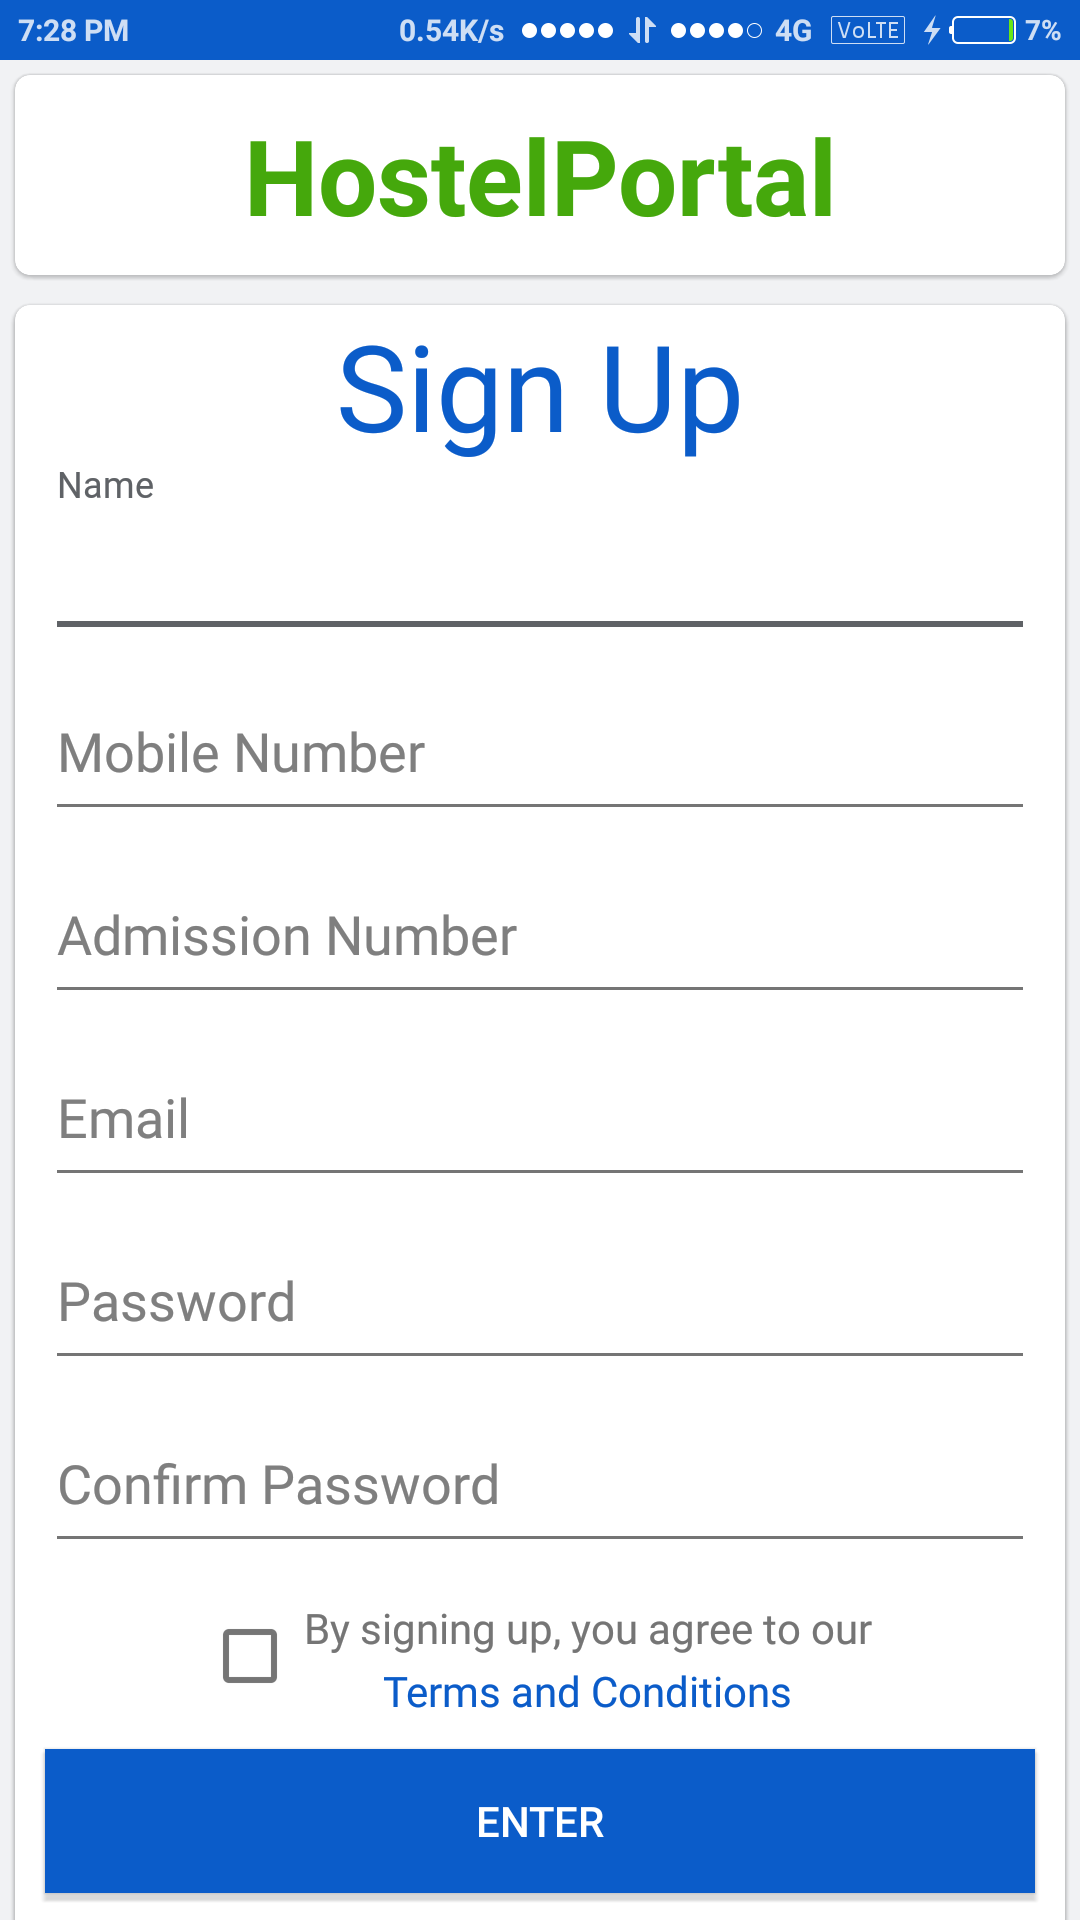 7:28 PM 0.54K/s 4G VoLTE 7%
HostelPortal
Sign Up
Name
Mobile Number
Admission Number
Email
Password
Confirm Password
By signing up, you agree to our
Terms and Conditions
ENTER